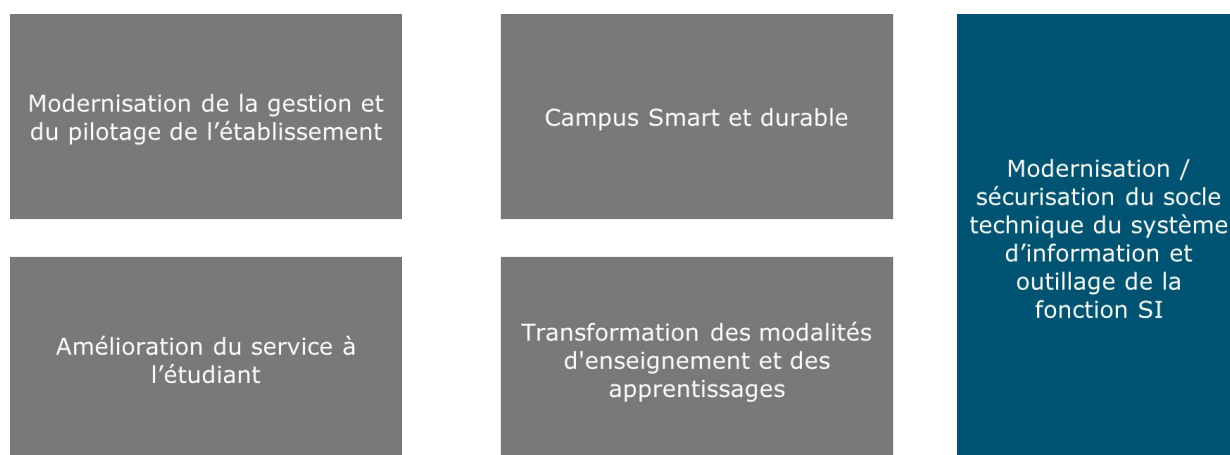 Modernisation de la gestion et
du pilotage de l’établissement
Campus Smart et durable
Amélioration du service à
l’étudiant
Transformation des modalités
d'enseignement et des
apprentissages
Modernisation /
sécurisation du socle
technique du système
d’information et
outillage de la
fonction SI